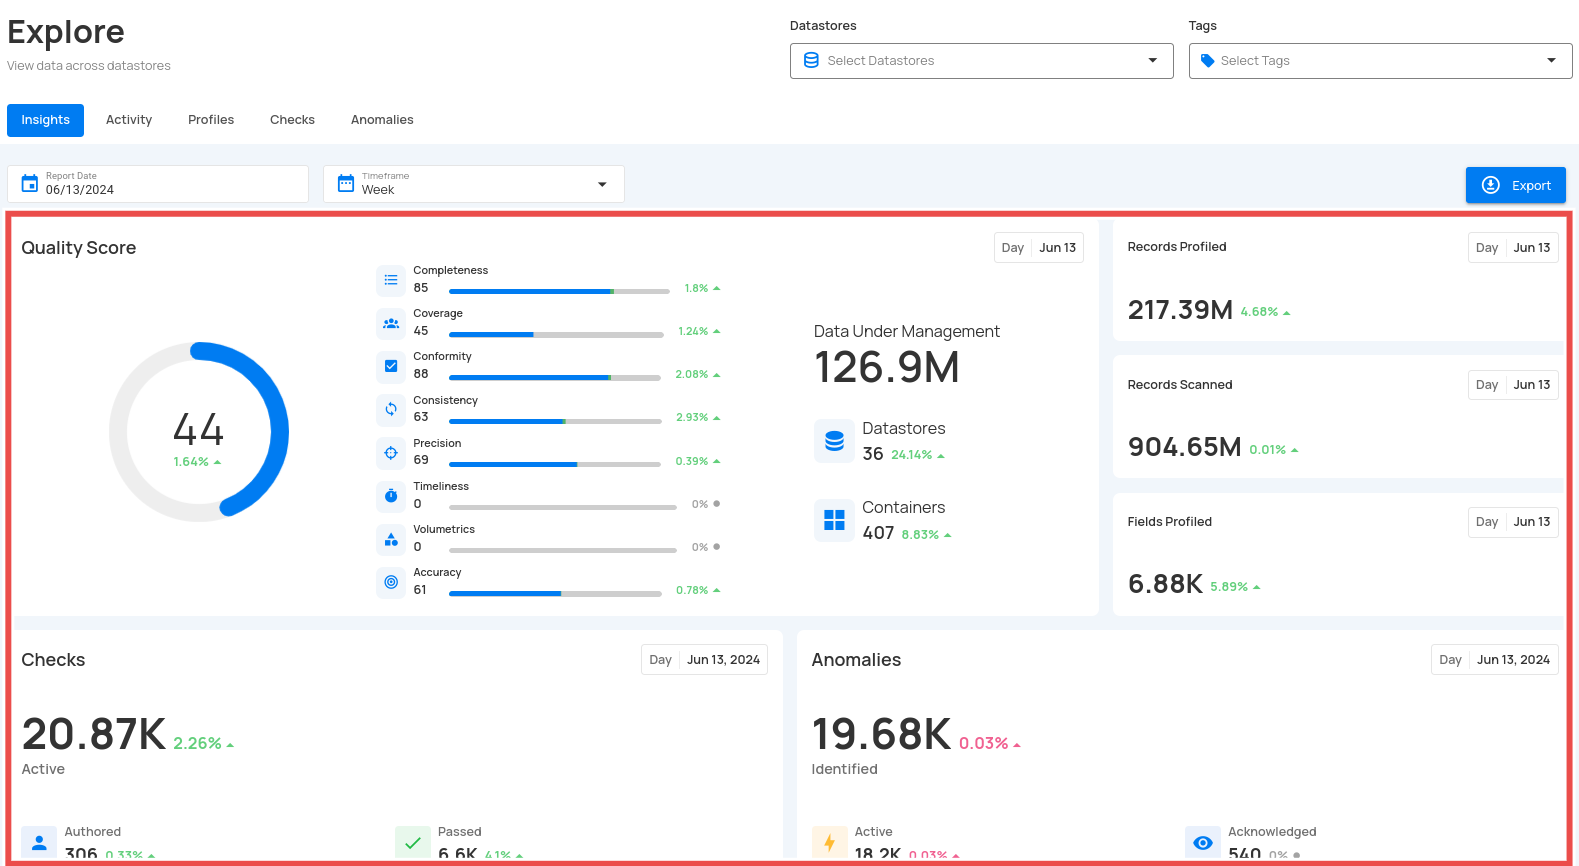 Explore
View data across datastores
Datastores
Select Datastores
Tags
Select Tags
Insights
Activity
Profiles
Checks
Anomalies
Report Date
06/13/2024
Timeframe
Week
Export
Quality Score
Day Jun 13
44
1.64%
Completeness
85 1.8%
Coverage
45 1.24%
Conformity
88 2.08%
Consistency
63 2.93%
Precision
69 0.39%
Timeliness
0 0%
Volumetrics
0 0%
Accuracy
61 0.78%
Data Under Management
126.9M
Datastores
36 24.14%
Containers
407 8.83%
Records Profiled
Day Jun 13
217.39M 4.68%
Records Scanned
Day Jun 13
904.65M 0.01%
Fields Profiled
Day Jun 13
6.88K 5.89%
Checks
Day Jun 13, 2024
20.87K 2.26%
Active
Authored
306 0.33%
Passed
6.6K 4.1%
Anomalies
Day Jun 13, 2024
19.68K 0.03%
Identified
Active
18.2K 0.03%
Acknowledged
540 0%